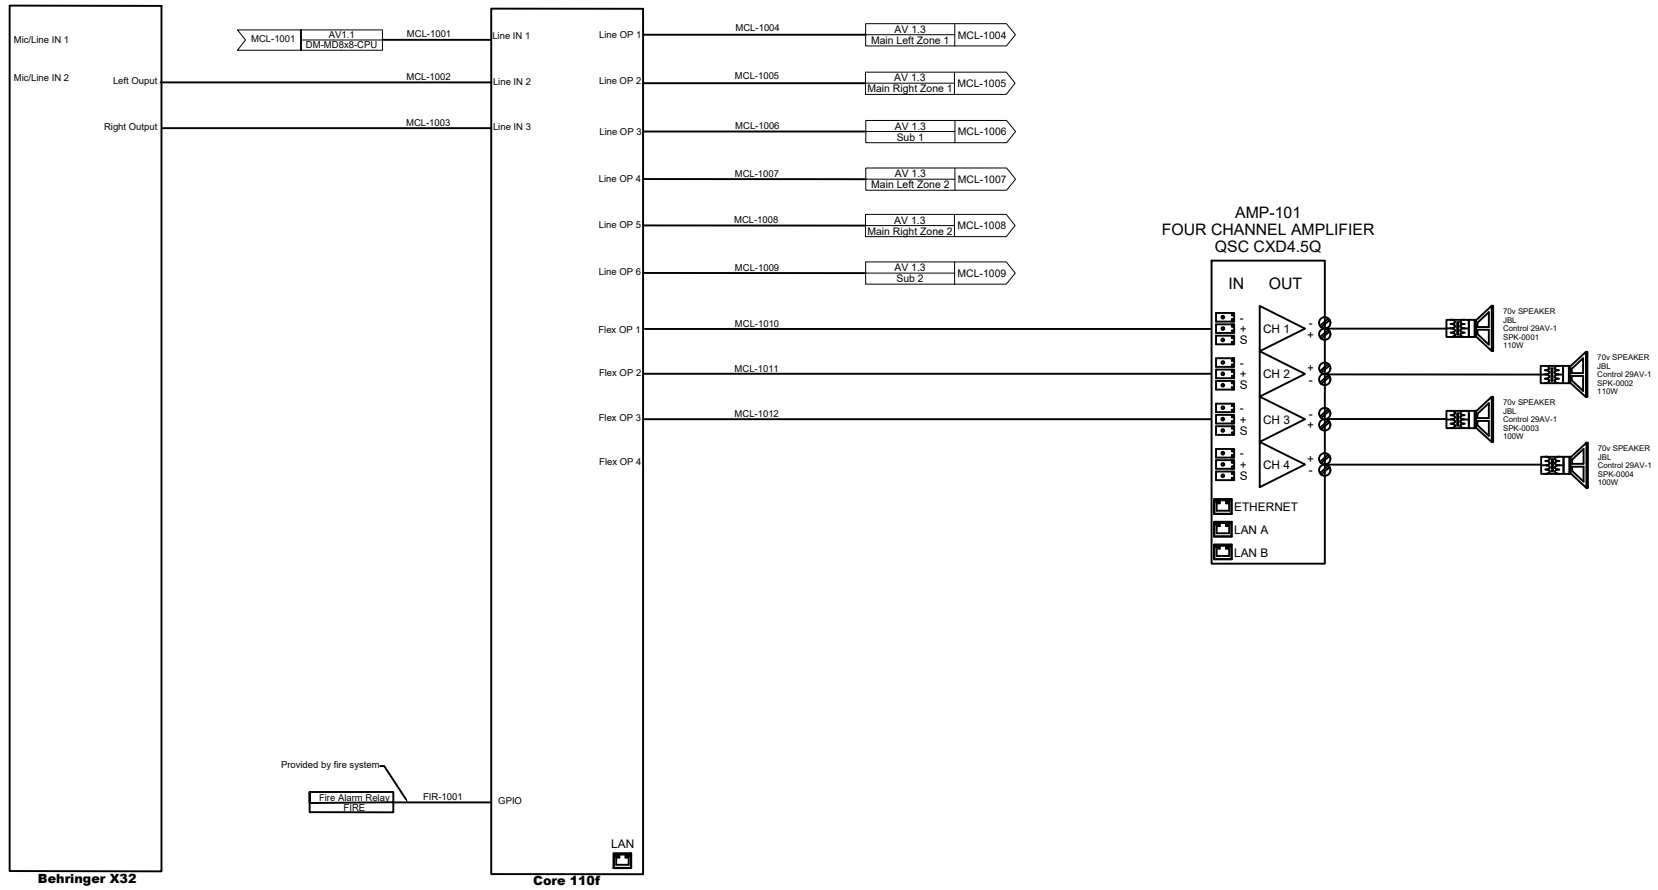 Mic/Line IN 1
Mic/Line IN 2
Left Ouput
Right Output
Behringer X32
MCL-1001
AV1.1
DM-MD8x8-CPU
MCL-1001
MCL-1002
MCL-1003
Provided by fire system
Fire Alarm Relay
FIRE
FIR-1001
Line IN 1
Line IN 2
Line IN 3
GPIO
Line OP 1
Line OP 2
Line OP 3
Line OP 4
Line OP 5
Line OP 6
Flex OP 1
Flex OP 2
Flex OP 3
Flex OP 4
LAN
Core 110f
MCL-1004
AV 1.3
Main Left Zone 1
MCL-1004
MCL-1005
AV 1.3
Main Right Zone 1
MCL-1005
MCL-1006
AV 1.3
Sub 1
MCL-1006
MCL-1007
AV 1.3
Main Left Zone 2
MCL-1007
MCL-1008
AV 1.3
Main Right Zone 2
MCL-1008
MCL-1009
AV 1.3
Sub 2
MCL-1009
MCL-1010
MCL-1011
MCL-1012
AMP-101
FOUR CHANNEL AMPLIFIER
QSC CXD4.5Q
IN OUT
-
+
S
CH 1
-
+
-
+
S
CH 2
+
-
-
+
S
CH 3
-
+
-
+
S
CH 4
+
-
ETHERNET
LAN A
LAN B
70v SPEAKER
JBL
Control 29AV-1
SPK-0001
110W
70v SPEAKER
JBL
Control 29AV-1
SPK-0002
110W
70v SPEAKER
JBL
Control 29AV-1
SPK-0003
100W
70v SPEAKER
JBL
Control 29AV-1
SPK-0004
100W